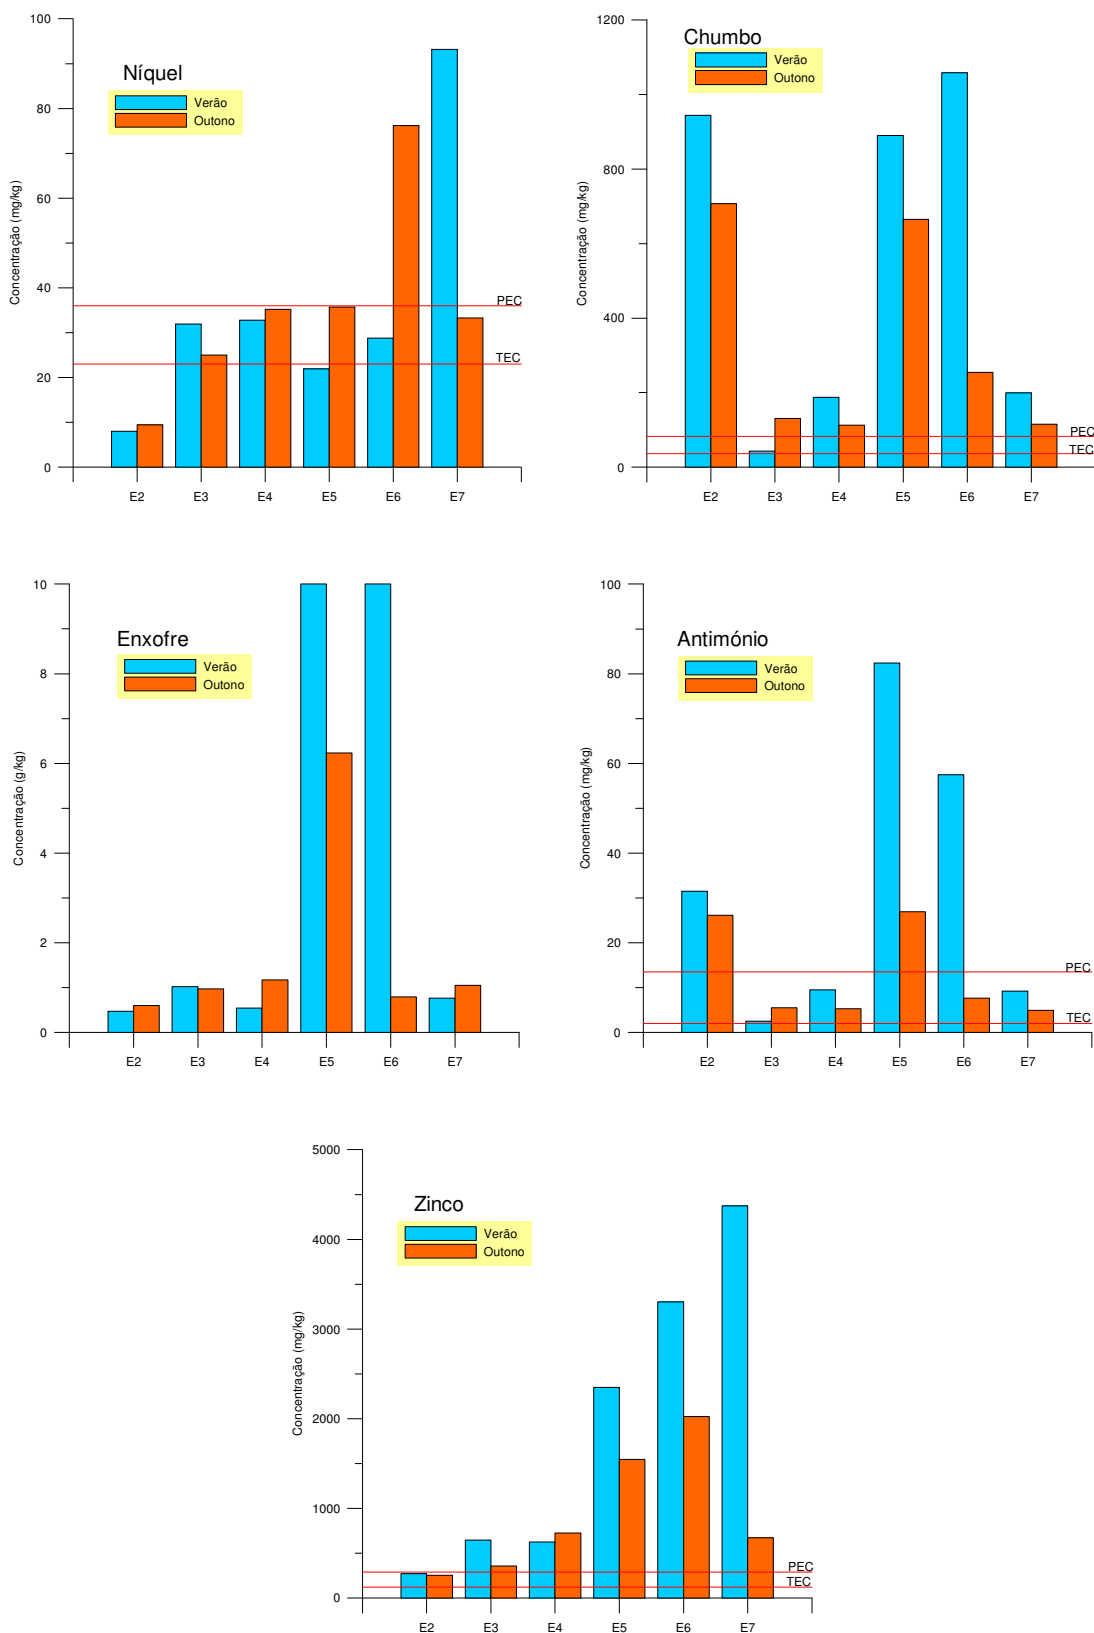 Níquel
Verão
Outono
Concentração (mg/kg)
100
80
60
40
20
0
PEC
TEC
E2 E3 E4 E5 E6 E7
Chumbo
Verão
Outono
Concentração (mg/kg)
1200
800
400
0
PEC
TEC
E2 E3 E4 E5 E6 E7
Enxofre
Verão
Outono
Concentração (g/kg)
10
8
6
4
2
0
E2 E3 E4 E5 E6 E7
Antimónio
Verão
Outono
Concentração (mg/kg)
100
80
60
40
20
0
PEC
TEC
E2 E3 E4 E5 E6 E7
Zinco
Verão
Outono
Concentração (mg/kg)
5000
4000
3000
2000
1000
0
PEC
TEC
E2 E3 E4 E5 E6 E7